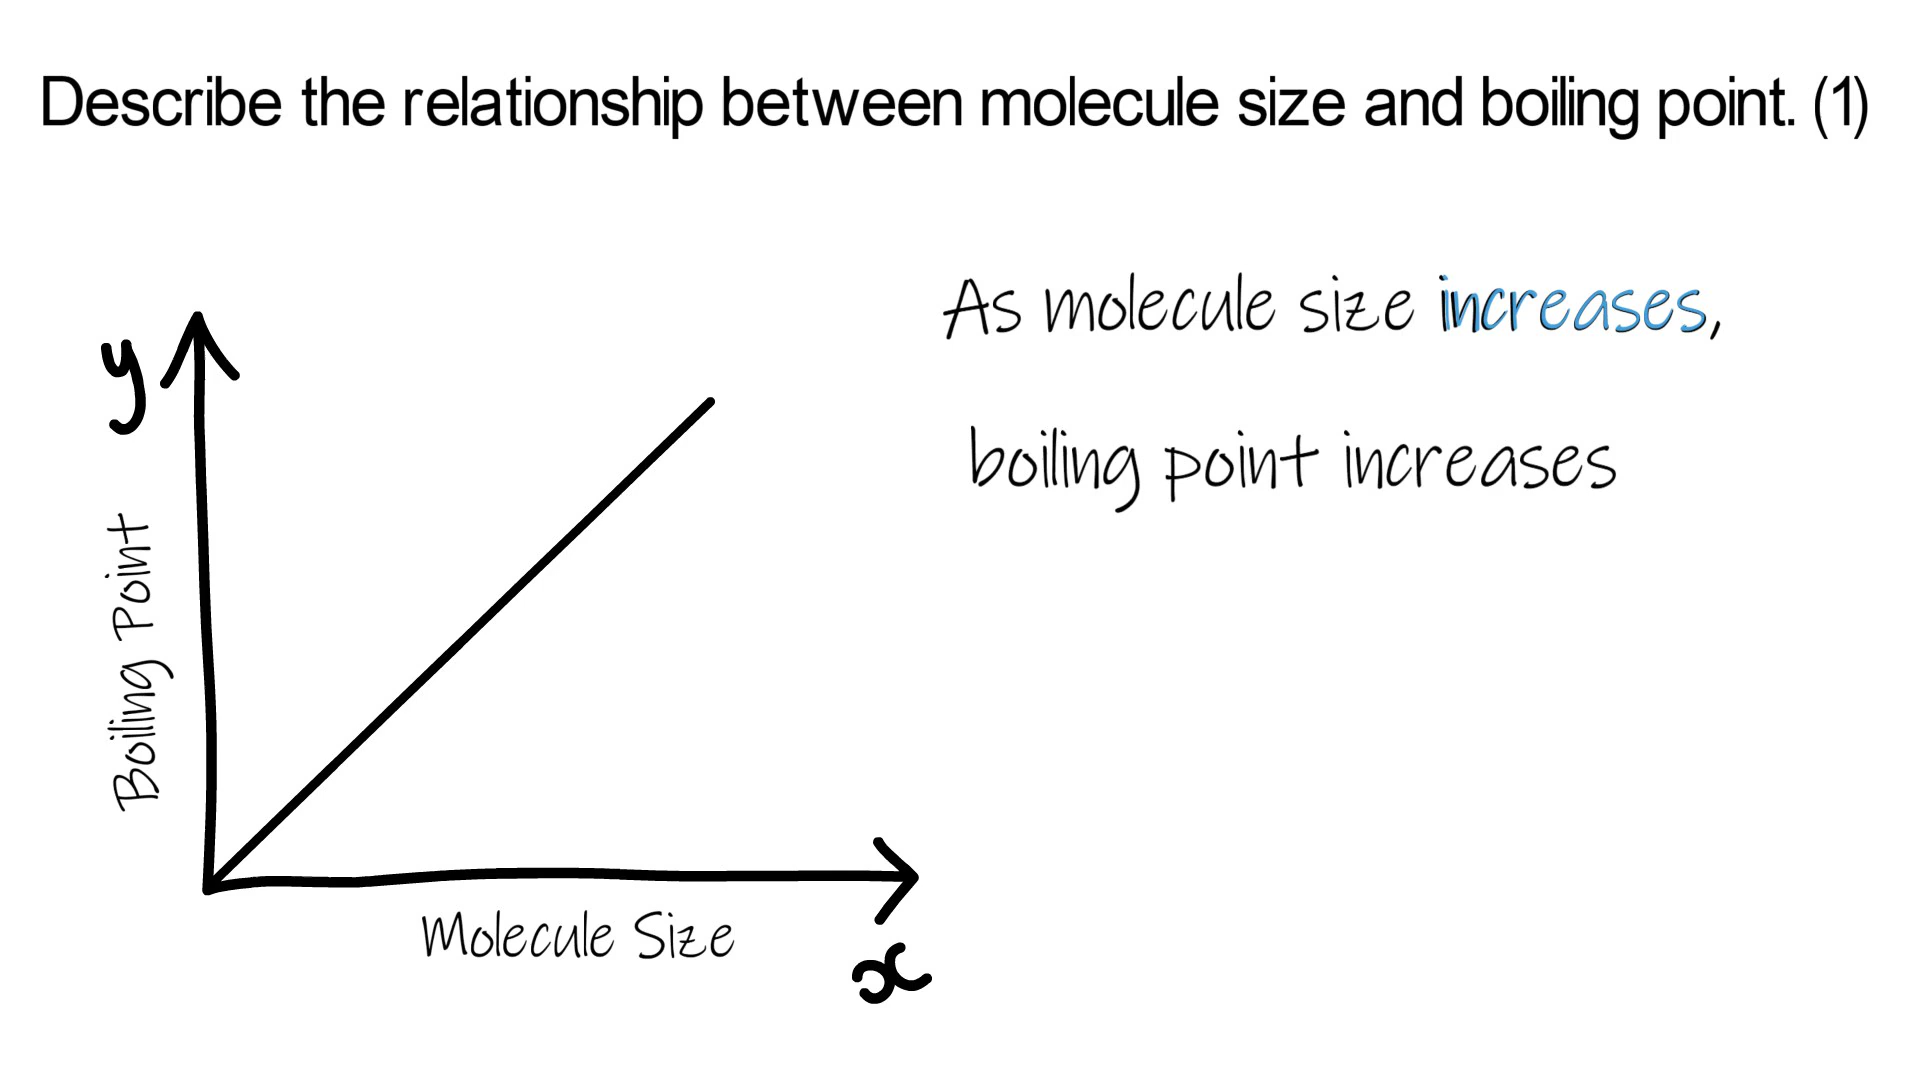 Describe the relationship between molecule size and boiling point. (1)
As molecule size increases,
boiling point increases
y
Boiling Point
Molecule Size
x